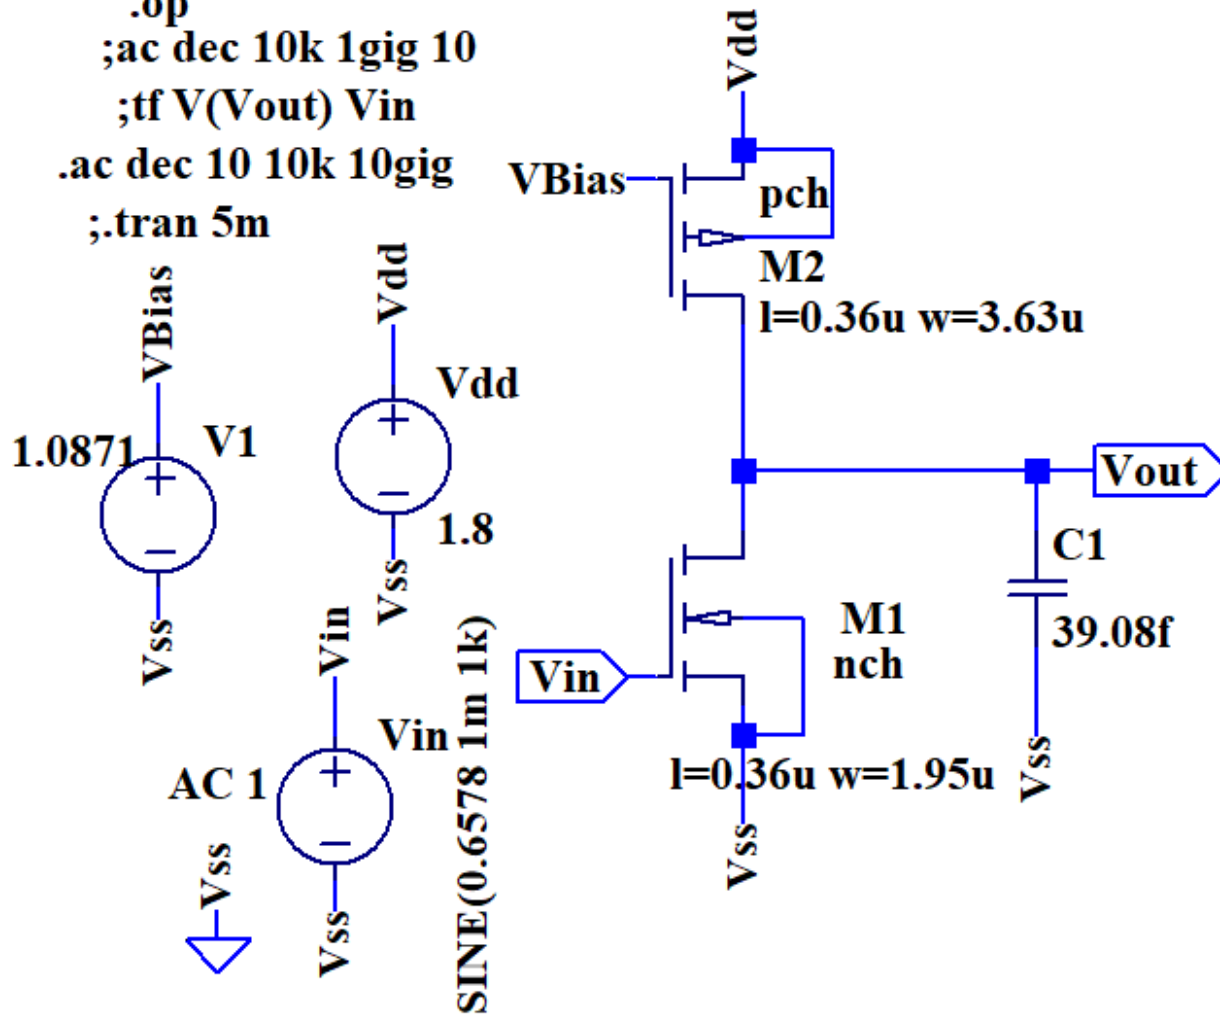 .op
;ac dec 10k 1gig 10
;tf V(Vout) Vin
.ac dec 10 10k 10gig
;.tran 5m
VBias
1.0871
V1
Vss
Vdd
Vdd
1.8
Vss
Vin
Vin
AC 1
SINE(0.6578 1m 1k)
Vss
Vss
Vdd
VBias
pch
M2
l=0.36u w=3.63u
Vout
C1
39.08f
Vss
M1
nch
Vin
l=0.36u w=1.95u
Vss